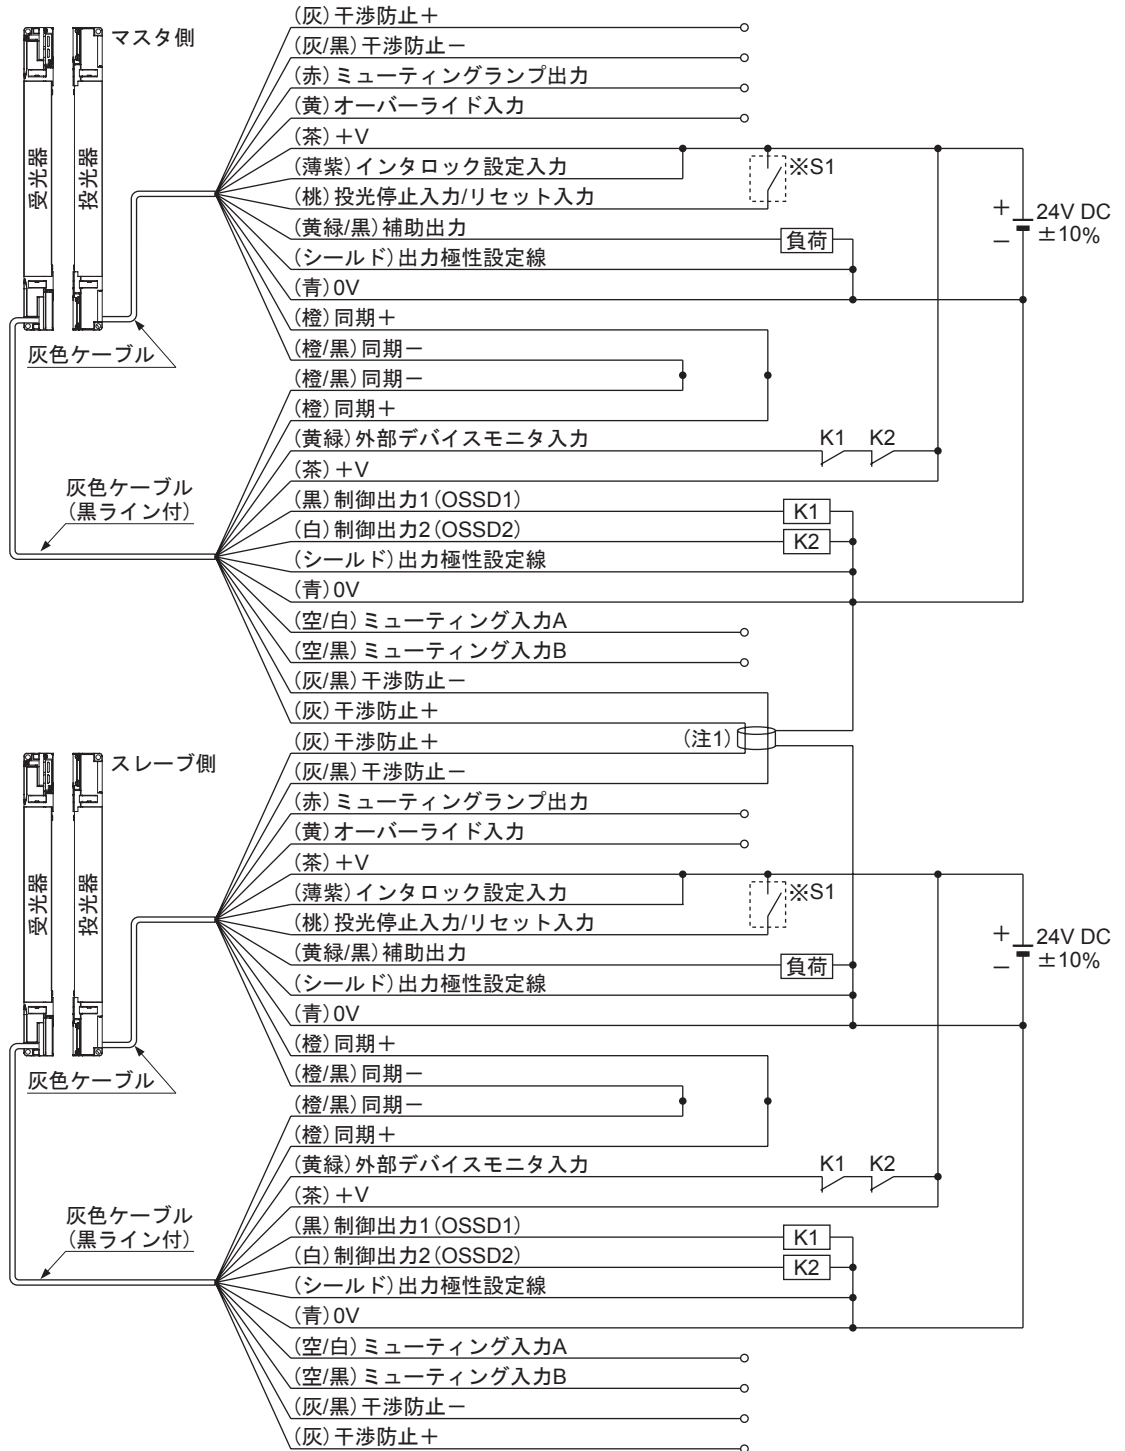 マスタ側
受光器
投光器
灰色ケーブル
灰色ケーブル
(黒ライン付)
(灰)干渉防止＋
(灰/黒)干渉防止－
(赤)ミューティングランプ出力
(黄)オーバーライド入力
(茶)＋V
(薄紫)インタロック設定入力
※S1
(桃)投光停止入力/リセット入力
(黄緑/黒)補助出力
負荷
(シールド)出力極性設定線
(青)0V
＋
－
24V DC
±10%
(橙)同期＋
(橙/黒)同期－
(橙/黒)同期－
(橙)同期＋
(黄緑)外部デバイスモニタ入力
K1 K2
(茶)＋V
(黒)制御出力1(OSSD1)
K1
(白)制御出力2(OSSD2)
K2
(シールド)出力極性設定線
(青)0V
(空/白)ミューティング入力A
(空/黒)ミューティング入力B
(灰/黒)干渉防止－
(灰)干渉防止＋
(注1)
スレーブ側
受光器
投光器
灰色ケーブル
灰色ケーブル
(黒ライン付)
(灰)干渉防止＋
(灰/黒)干渉防止－
(赤)ミューティングランプ出力
(黄)オーバーライド入力
(茶)＋V
(薄紫)インタロック設定入力
※S1
(桃)投光停止入力/リセット入力
(黄緑/黒)補助出力
負荷
(シールド)出力極性設定線
(青)0V
＋
－
24V DC
±10%
(橙)同期＋
(橙/黒)同期－
(橙/黒)同期－
(橙)同期＋
(黄緑)外部デバイスモニタ入力
K1 K2
(茶)＋V
(黒)制御出力1(OSSD1)
K1
(白)制御出力2(OSSD2)
K2
(シールド)出力極性設定線
(青)0V
(空/白)ミューティング入力A
(空/黒)ミューティング入力B
(灰/黒)干渉防止－
(灰)干渉防止＋